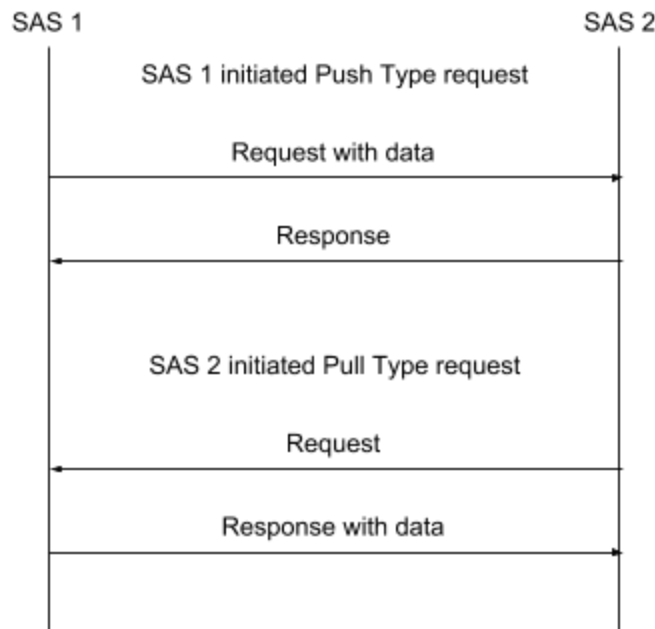 SAS 1
SAS 2
SAS 1 initiated Push Type request
Request with data
Response
SAS 2 initiated Pull Type request
Request
Response with data